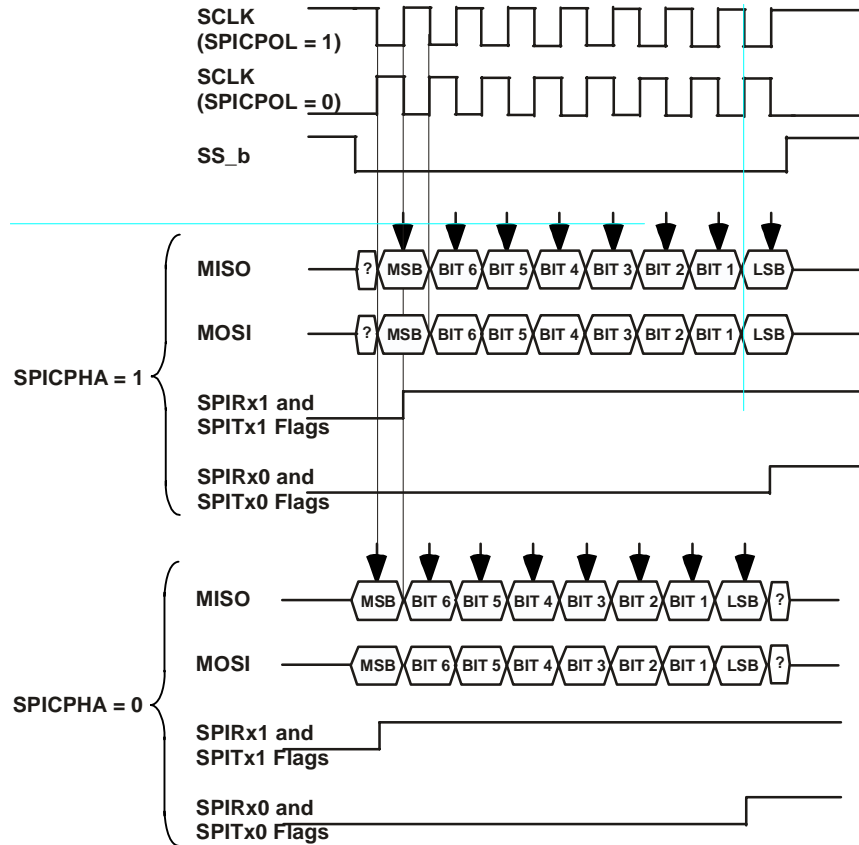 SCLK
(SPICPOL = 1)
SCLK
(SPICPOL = 0)
SS_b
SPICPHA = 1
MISO
? MSB BIT 6 BIT 5 BIT 4 BIT 3 BIT 2 BIT 1 LSB
MOSI
? MSB BIT 6 BIT 5 BIT 4 BIT 3 BIT 2 BIT 1 LSB
SPIRx1 and
SPITx1 Flags
SPIRx0 and
SPITx0 Flags
SPICPHA = 0
MISO
MSB BIT 6 BIT 5 BIT 4 BIT 3 BIT 2 BIT 1 LSB ?
MOSI
MSB BIT 6 BIT 5 BIT 4 BIT 3 BIT 2 BIT 1 LSB ?
SPIRx1 and
SPITx1 Flags
SPIRx0 and
SPITx0 Flags